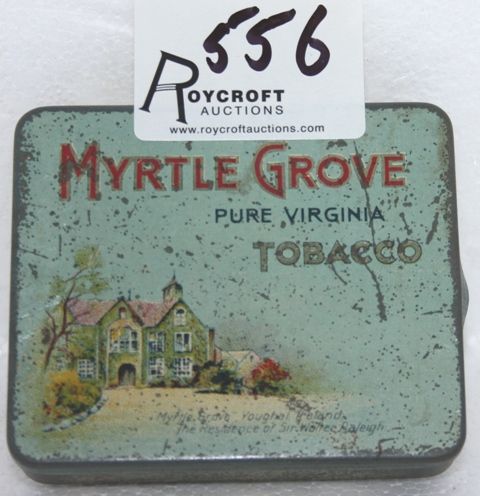 556
ROYCROFT
AUCTIONS
www.roycroftauctions.com
MYRTLE GROVE
PURE VIRGINIA
TOBACCO
Myrtle Grove, Youghal, Ireland.
The Residence of Sir Walter Raleigh